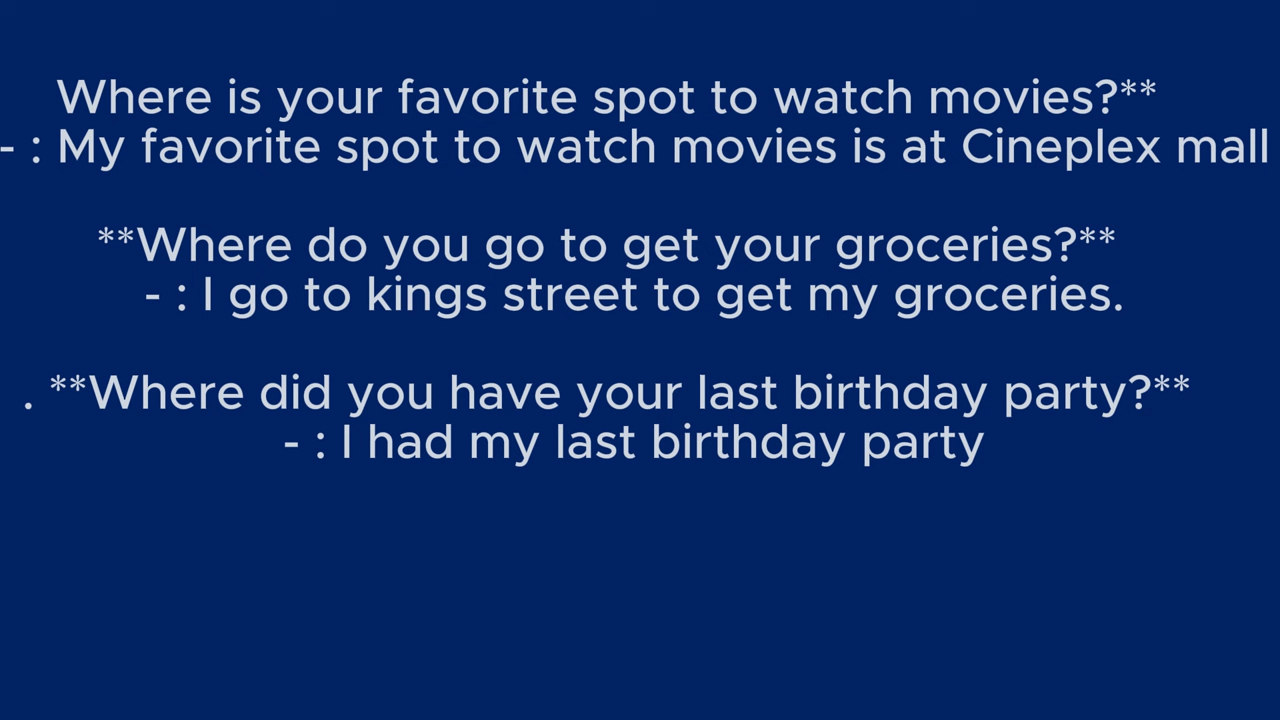 Where is your favorite spot to watch movies?**
- : My favorite spot to watch movies is at Cineplex mall
**Where do you go to get your groceries?**
- : I go to kings street to get my groceries.
. **Where did you have your last birthday party?**
- : I had my last birthday party